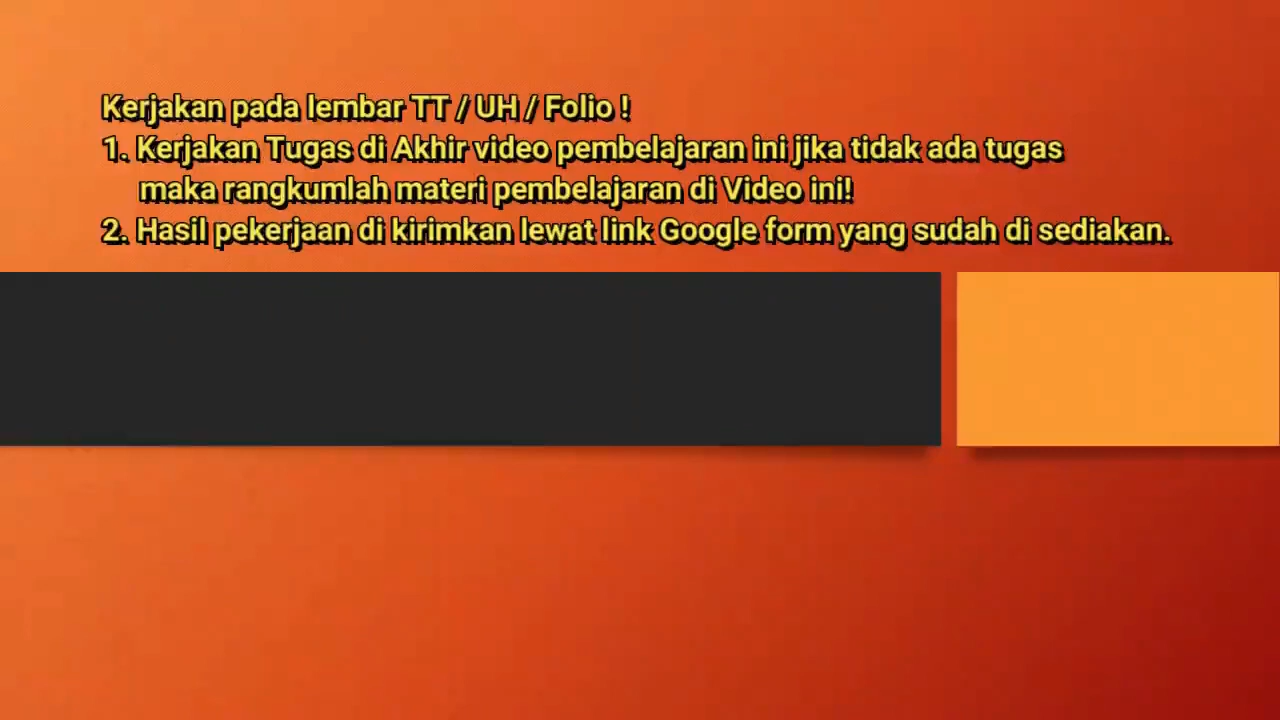 Kerjakan pada lembar TT / UH / Folio !
1. Kerjakan Tugas di Akhir video pembelajaran ini jika tidak ada tugas
maka rangkumlah materi pembelajaran di Video ini!
2. Hasil pekerjaan di kirimkan lewat link Google form yang sudah di sediakan.